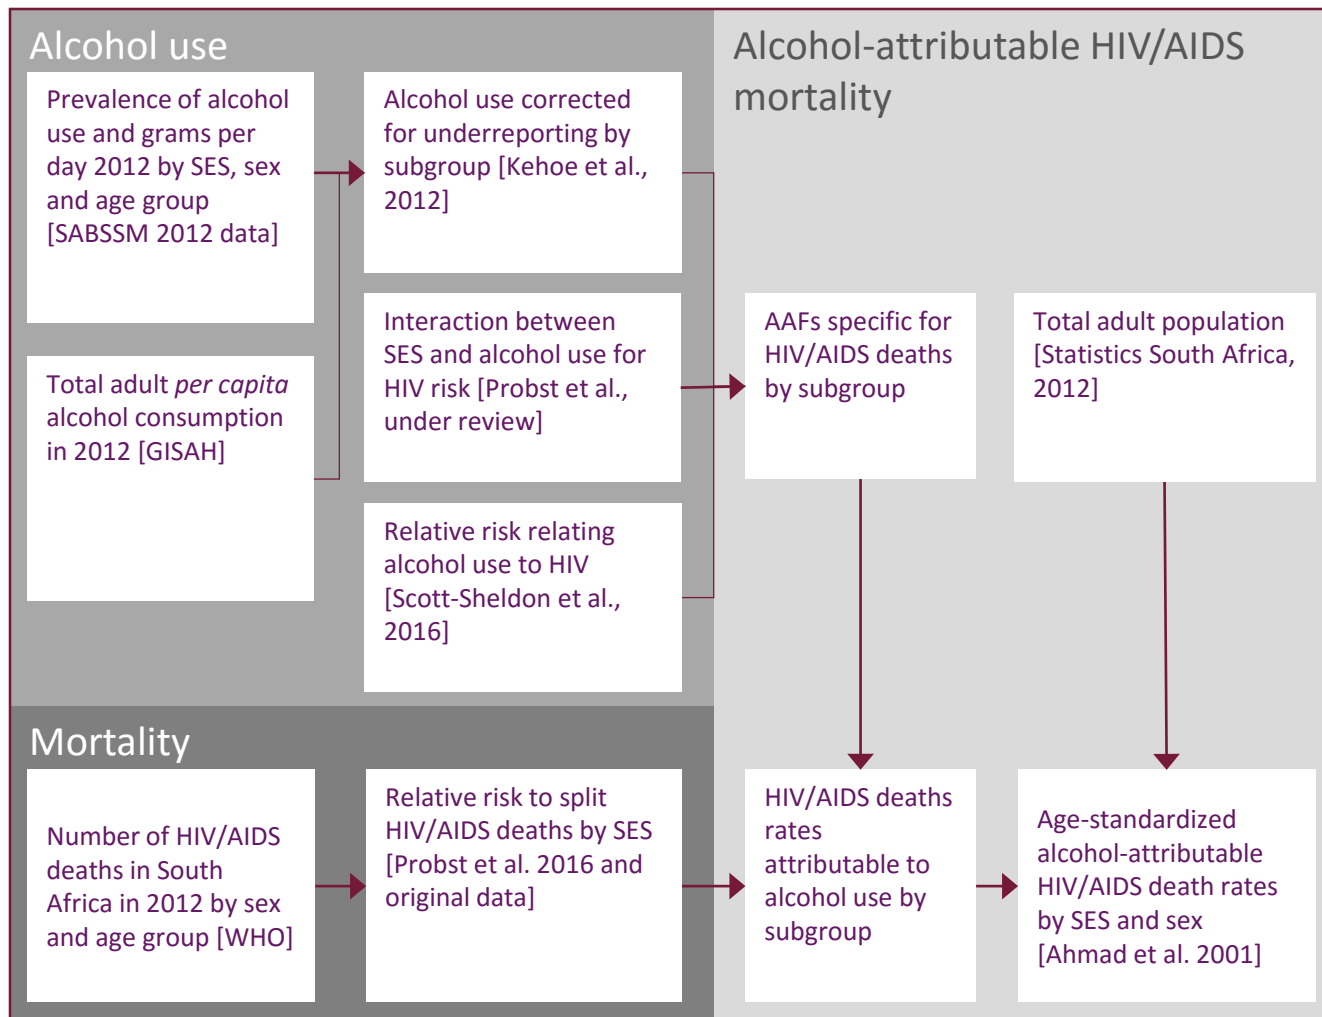 Alcohol use
Prevalence of alcohol
use and grams per
day 2012 by SES, sex
and age group
[SABSSM 2012 data]
Alcohol use corrected
for underreporting by
subgroup [Kehoe et al.,
2012]
Total adult per capita
alcohol consumption
in 2012 [GISAH]
Interaction between
SES and alcohol use for
HIV risk [Probst et al.,
under review]
Relative risk relating
alcohol use to HIV
[Scott-Sheldon et al.,
2016]
Alcohol-attributable HIV/AIDS
mortality
AAFs specific for
HIV/AIDS deaths
by subgroup
Total adult population
[Statistics South Africa,
2012]
Mortality
Number of HIV/AIDS
deaths in South
Africa in 2012 by sex
and age group [WHO]
Relative risk to split
HIV/AIDS deaths by SES
[Probst et al. 2016 and
original data]
HIV/AIDS deaths
rates
attributable to
alcohol use by
subgroup
Age-standardized
alcohol-attributable
HIV/AIDS death rates
by SES and sex
[Ahmad et al. 2001]